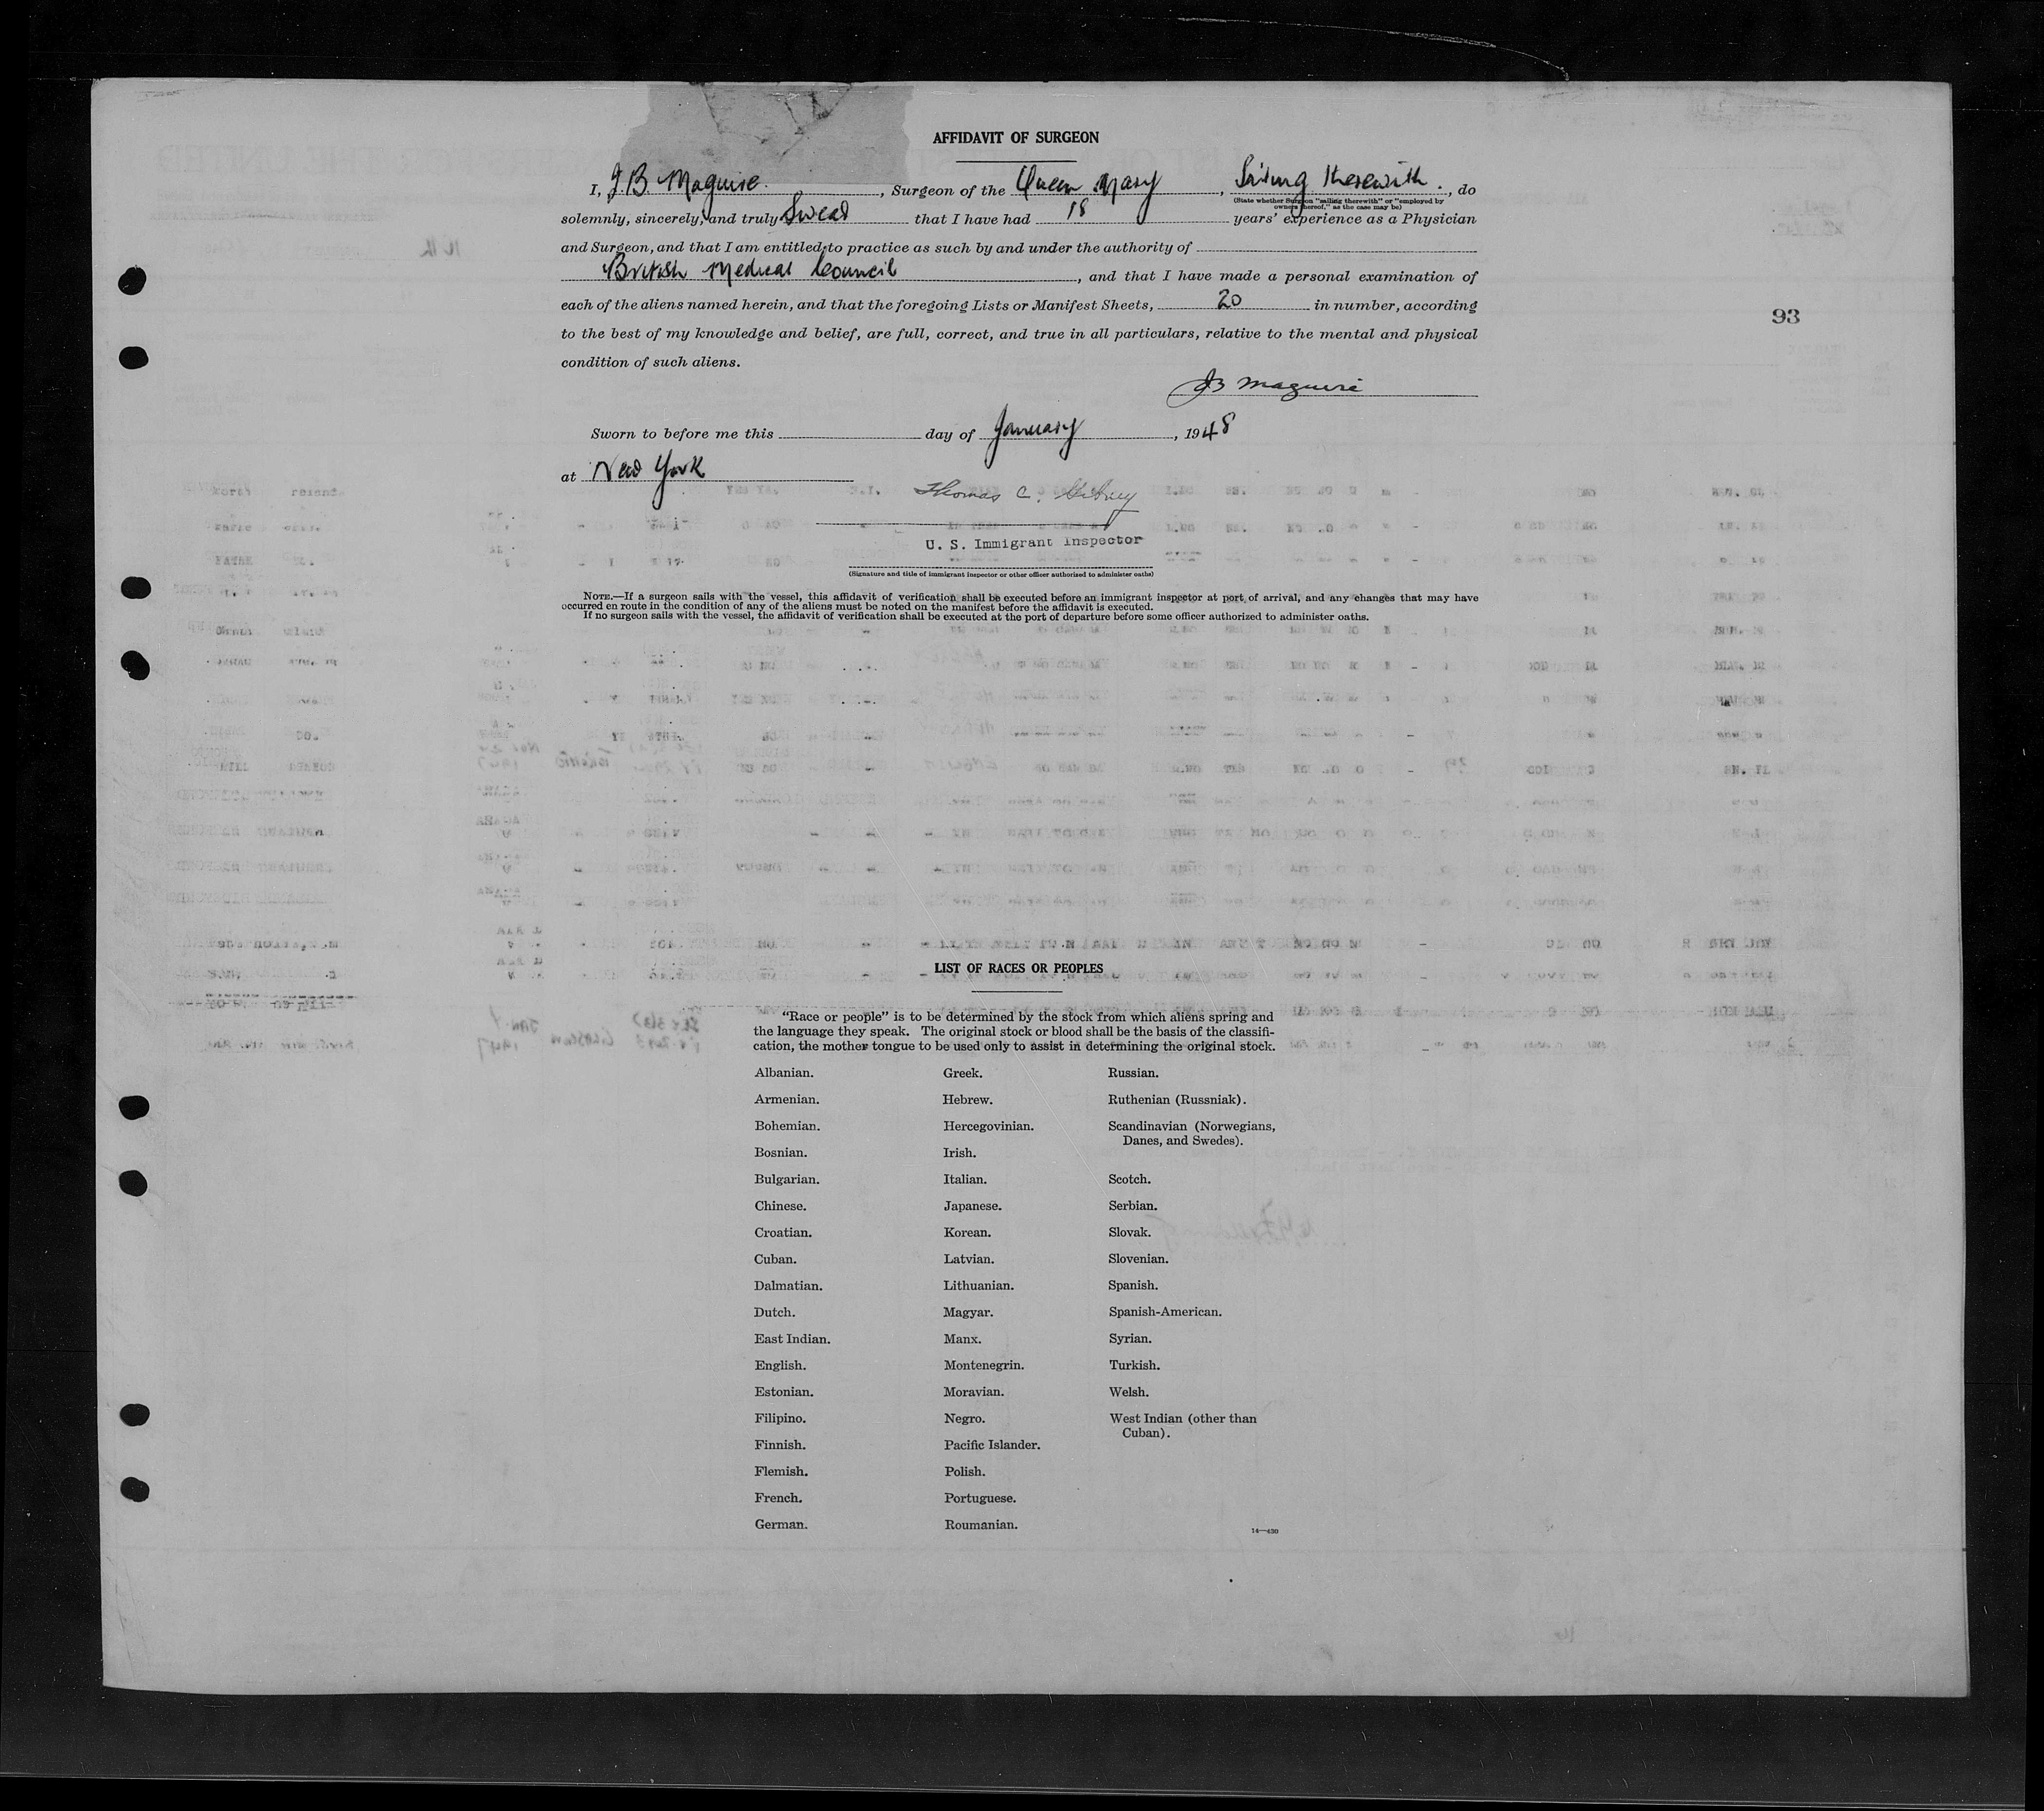 AFFIDAVIT OF SURGEON
I, J.B. Maguire. , Surgeon of the Queen Mary , Sailing therewith. , do
(State whether Surgeon "sailing therewith" or "employed by
owners thereof," as the case may be)
solemnly, sincerely, and truly Swear that I have had 18 years' experience as a Physician
and Surgeon, and that I am entitled to practice as such by and under the authority of
British Medical Council , and that I have made a personal examination of
each of the aliens named herein, and that the foregoing Lists or Manifest Sheets, 20 in number, according
93
to the best of my knowledge and belief, are full, correct, and true in all particulars, relative to the mental and physical
condition of such aliens.
JB Maguire
Sworn to before me this day of January , 1948
at New York
Thomas C.
U. S. Immigrant Inspector
(Signature and title of immigrant inspector or other officer authorized to administer oaths)
NOTE.—If a surgeon sails with the vessel, this affidavit of verification shall be executed before an immigrant inspector at port of arrival, and any changes that may have
occurred en route in the condition of any of the aliens must be noted on the manifest before the affidavit is executed.
If no surgeon sails with the vessel, the affidavit of verification shall be executed at the port of departure before some officer authorized to administer oaths.
LIST OF RACES OR PEOPLES
"Race or people" is to be determined by the stock from which aliens spring and
the language they speak. The original stock or blood shall be the basis of the classifi-
cation, the mother tongue to be used only to assist in determining the original stock.
Albanian.
Armenian.
Bohemian.
Bosnian.
Bulgarian.
Chinese.
Croatian.
Cuban.
Dalmatian.
Dutch.
East Indian.
English.
Estonian.
Filipino.
Finnish.
Flemish.
French.
German.
Greek.
Hebrew.
Hercegovinian.
Irish.
Italian.
Japanese.
Korean.
Latvian.
Lithuanian.
Magyar.
Manx.
Montenegrin.
Moravian.
Negro.
Pacific Islander.
Polish.
Portuguese.
Roumanian.
Russian.
Ruthenian (Russniak).
Scandinavian (Norwegians,
Danes, and Swedes).
Scotch.
Serbian.
Slovak.
Slovenian.
Spanish.
Spanish-American.
Syrian.
Turkish.
Welsh.
West Indian (other than
Cuban).
14—430